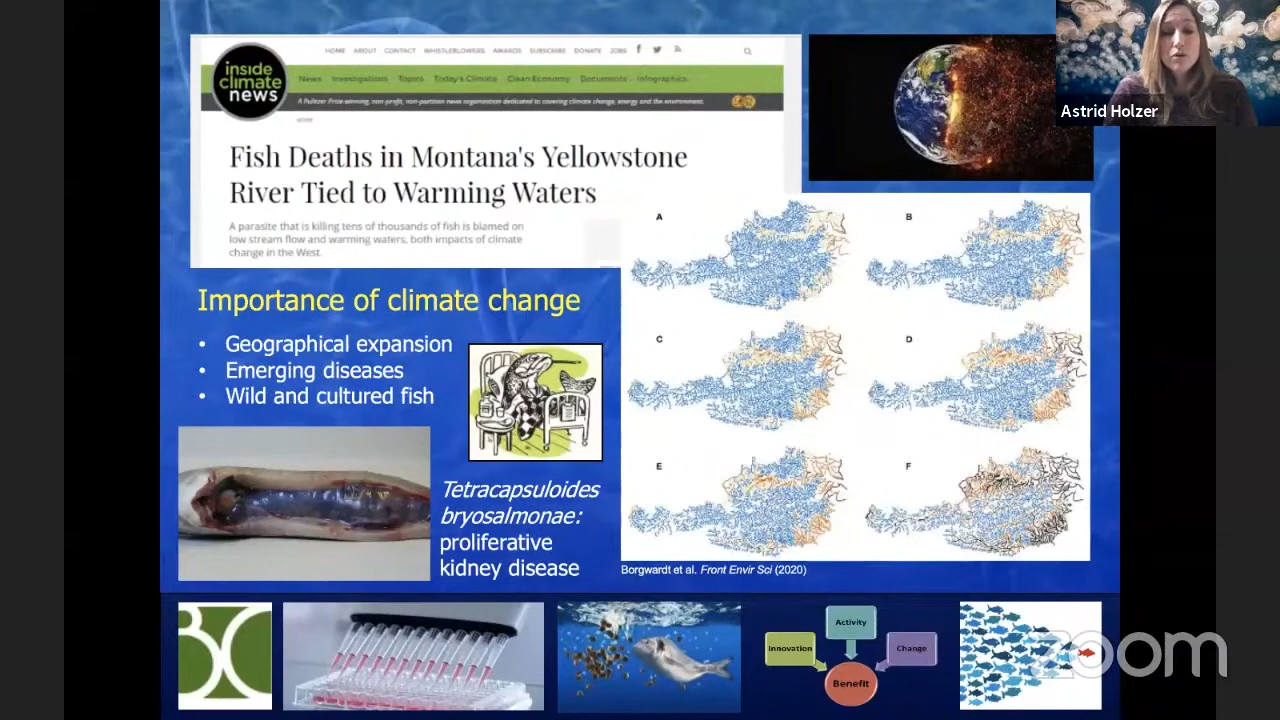 HOME ABOUT CONTACT WHISTLEBLOWERS AWARDS SUBSCRIBE DONATE JOBS
inside
climate
news
News Investigations Topics Today's Climate Clean Economy Documents Infographics
A Pulitzer Prize-winning, non-profit, non-partisan news organization dedicated to covering climate change, energy and the environment.
HOME
Fish Deaths in Montana's Yellowstone
River Tied to Warming Waters
A parasite that is killing tens of thousands of fish is blamed on
low stream flow and warming waters, both impacts of climate
change in the West.
Astrid Holzer
Importance of climate change
• Geographical expansion
• Emerging diseases
• Wild and cultured fish
Tetracapsuloides
bryosalmonae:
proliferative
kidney disease
A
B
C
D
E
F
Borgwardt et al. Front Envir Sci (2020)
BC
Activity
Innovation
Change
Benefit
zoom